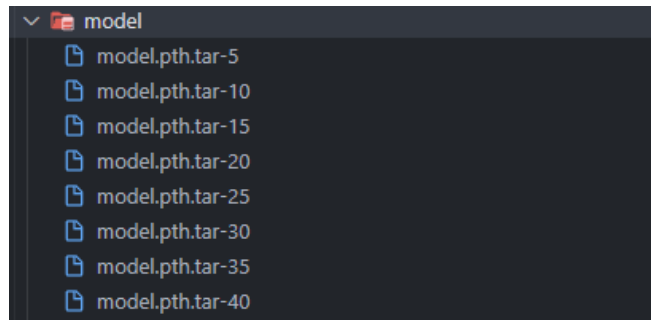 model
model.pth.tar-5
model.pth.tar-10
model.pth.tar-15
model.pth.tar-20
model.pth.tar-25
model.pth.tar-30
model.pth.tar-35
model.pth.tar-40